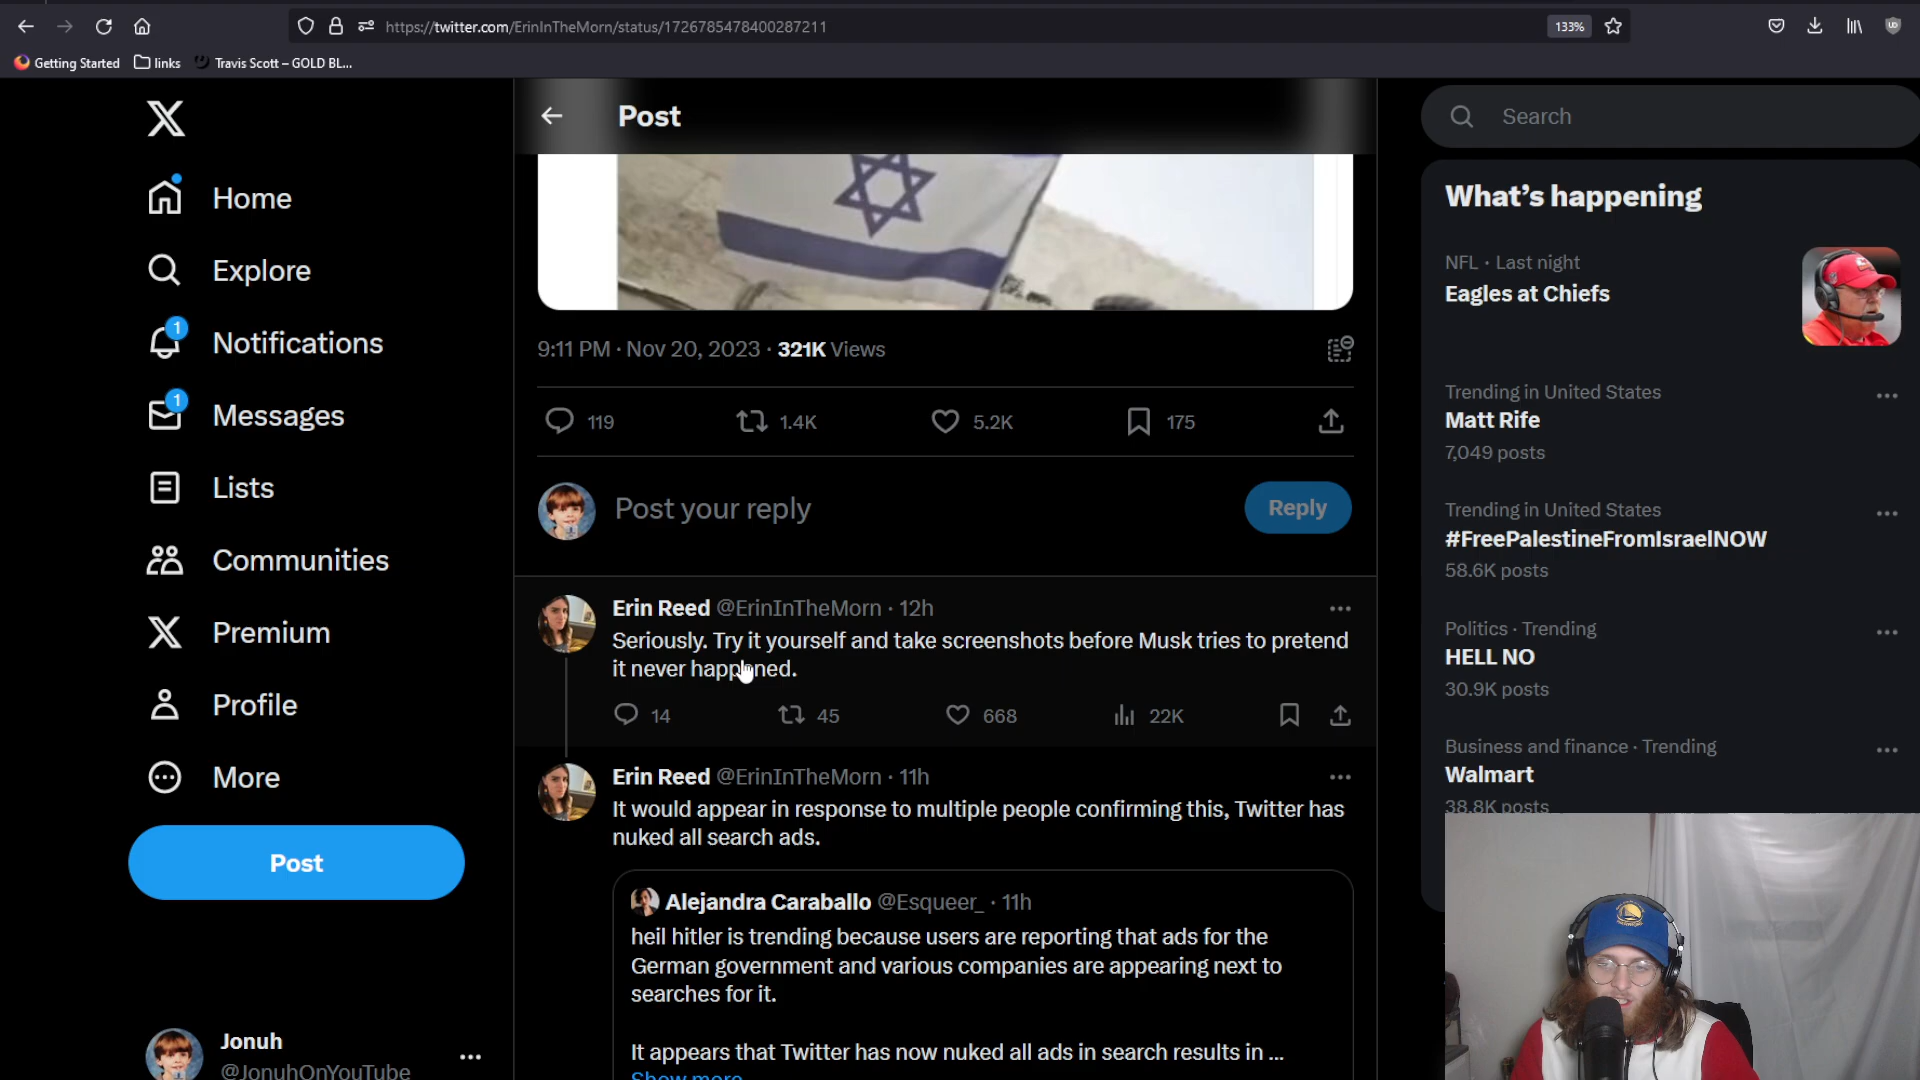 https://twitter.com/ErinInTheMorn/status/1726785478400287211
133%
Getting Started
links
Travis Scott – GOLD BL...
Home
Explore
1
Notifications
1
Messages
Lists
Communities
Premium
Profile
More
Post
Jonuh
@JonuhOnYouTube
Post
9:11 PM · Nov 20, 2023 · 321K Views
119
1.4K
5.2K
175
Post your reply
Reply
Erin Reed @ErinInTheMorn · 12h
Seriously. Try it yourself and take screenshots before Musk tries to pretend
it never happened.
14
45
668
22K
Erin Reed @ErinInTheMorn · 11h
It would appear in response to multiple people confirming this, Twitter has
nuked all search ads.
Alejandra Caraballo @Esqueer_ · 11h
heil hitler is trending because users are reporting that ads for the
German government and various companies are appearing next to
searches for it.
It appears that Twitter has now nuked all ads in search results in ...
Show more
Search
What's happening
NFL · Last night
Eagles at Chiefs
Trending in United States
Matt Rife
7,049 posts
Trending in United States
#FreePalestineFromIsraelNOW
58.6K posts
Politics · Trending
HELL NO
30.9K posts
Business and finance · Trending
Walmart
38.8K posts